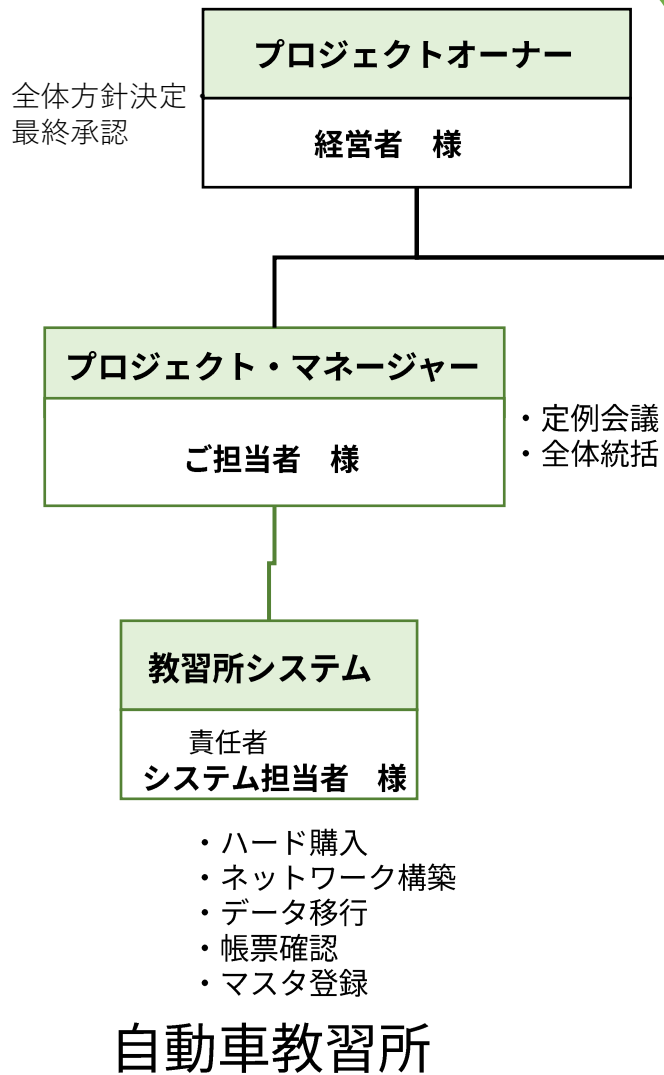 プロジェクトオーナー
全体方針決定
最終承認
経営者　様
プロジェクト・マネージャー
ご担当者　様
・定例会議
・全体統括
教習所システム
責任者
システム担当者　様
・ハード購入
・ネットワーク構築
・データ移行
・帳票確認
・マスタ登録
自動車教習所